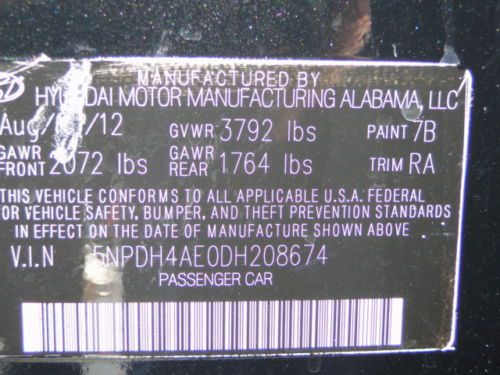 MANUFACTURED BY
HYUNDAI MOTOR MANUFACTURING ALABAMA, LLC
Aug/ /12 GVWR 3792 lbs PAINT 7B
GAWR FRONT 2072 lbs GAWR REAR 1764 lbs TRIM RA
THIS VEHICLE CONFORMS TO ALL APPLICABLE U.S.A. FEDERAL
MOTOR VEHICLE SAFETY, BUMPER, AND THEFT PREVENTION STANDARDS
IN EFFECT ON THE DATE OF MANUFACTURE SHOWN ABOVE
V.I.N 5NPDH4AE0DH208674
PASSENGER CAR